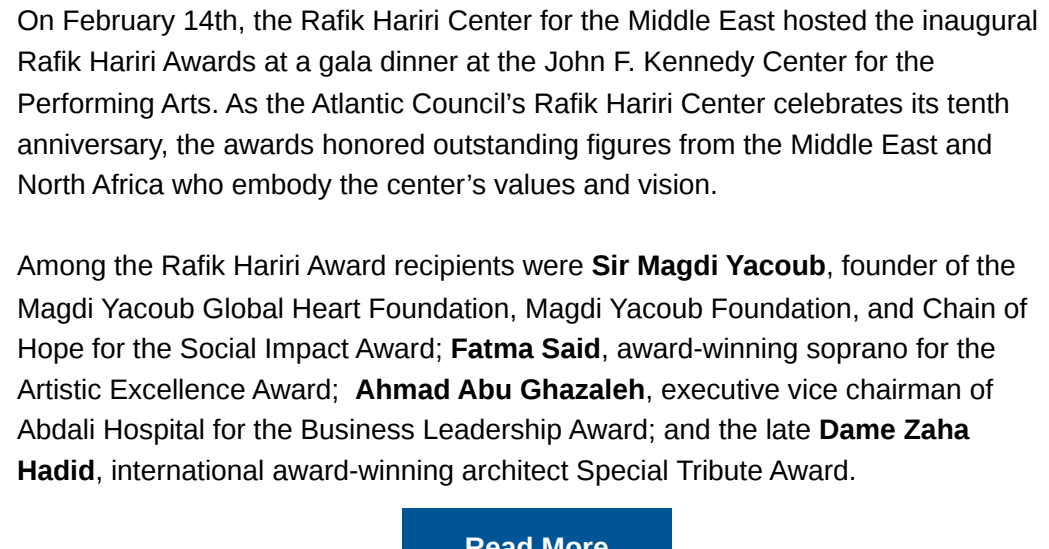 On February 14th, the Rafik Hariri Center for the Middle East hosted the inaugural
Rafik Hariri Awards at a gala dinner at the John F. Kennedy Center for the
Performing Arts. As the Atlantic Council’s Rafik Hariri Center celebrates its tenth
anniversary, the awards honored outstanding figures from the Middle East and
North Africa who embody the center’s values and vision.
Among the Rafik Hariri Award recipients were Sir Magdi Yacoub, founder of the
Magdi Yacoub Global Heart Foundation, Magdi Yacoub Foundation, and Chain of
Hope for the Social Impact Award; Fatma Said, award-winning soprano for the
Artistic Excellence Award;  Ahmad Abu Ghazaleh, executive vice chairman of
Abdali Hospital for the Business Leadership Award; and the late Dame Zaha
Hadid, international award-winning architect Special Tribute Award.
Read More